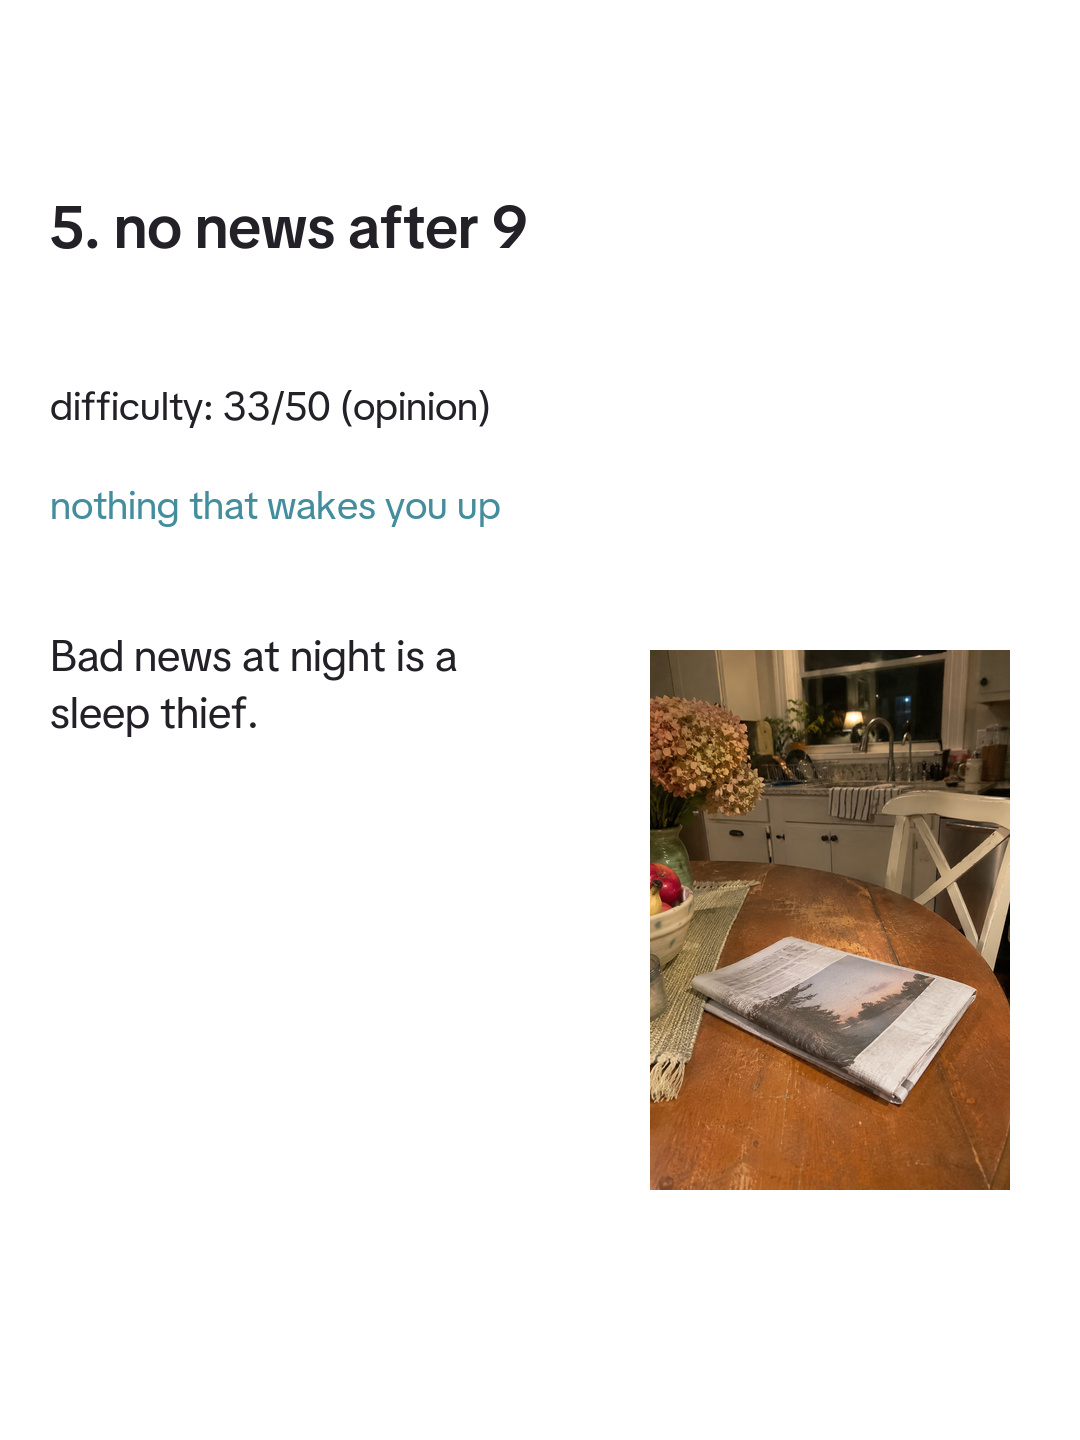 5. no news after 9
difficulty: 33/50 (opinion)
nothing that wakes you up
Bad news at night is a
sleep thief.